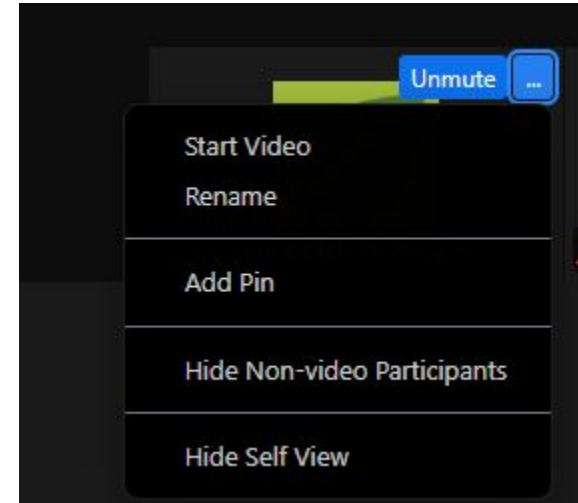 Unmute ...
Start Video
Rename
Add Pin
Hide Non-video Participants
Hide Self View